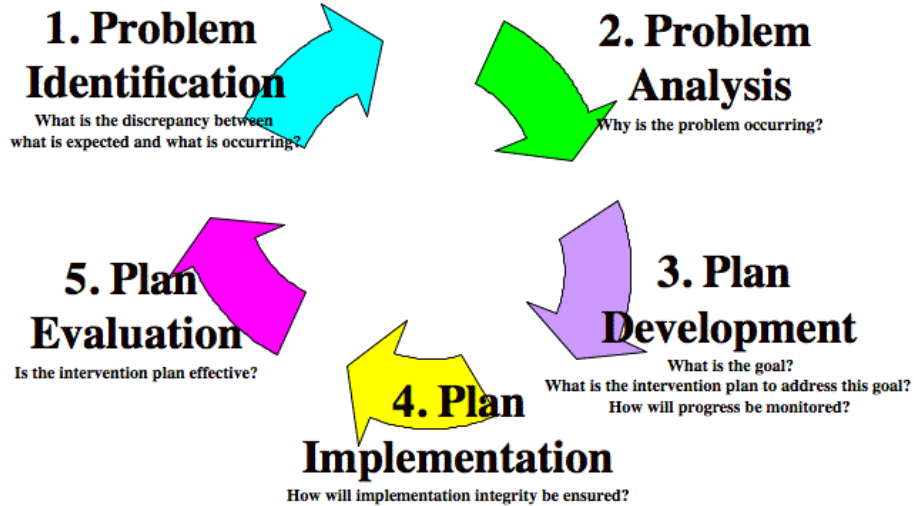 1. Problem
Identification
What is the discrepancy between
what is expected and what is occurring?
2. Problem
Analysis
Why is the problem occurring?
3. Plan
Development
What is the goal?
What is the intervention plan to address this goal?
How will progress be monitored?
4. Plan
Implementation
How will implementation integrity be ensured?
5. Plan
Evaluation
Is the intervention plan effective?